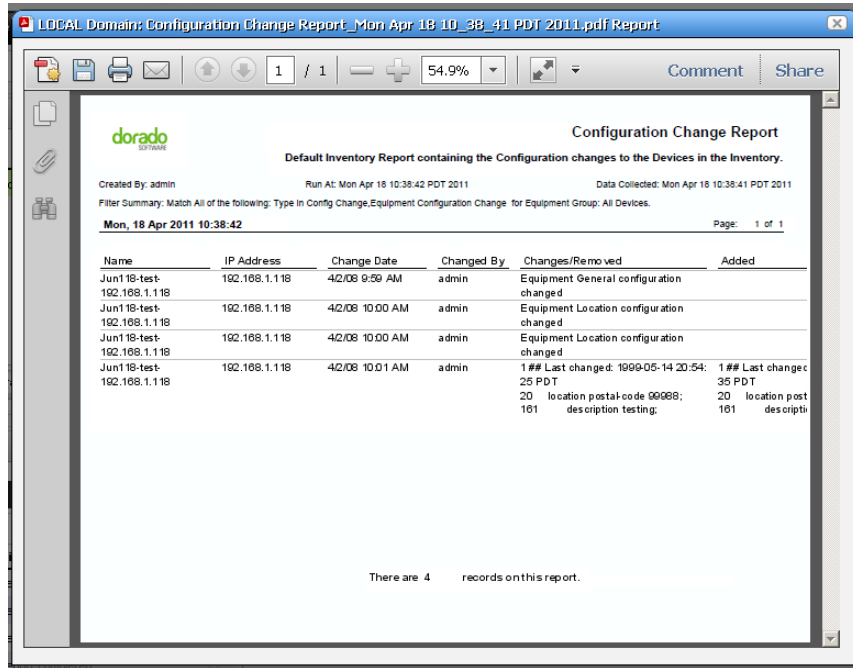 LOCAL Domain: Configuration Change Report_Mon Apr 18 10_38_41 PDT 2011.pdf Report
1 / 1 54.9% Comment Share
dorado
SOFTWARE
Configuration Change Report
Default Inventory Report containing the Configuration changes to the Devices in the Inventory.
Created By: admin Run At: Mon Apr 18 10:38:42 PDT 2011 Data Collected: Mon Apr 18 10:38:41 PDT 2011
Filter Summary: Match All of the following: Type in Config Change,Equipment Configuration Change for Equipment Group: All Devices.
Mon, 18 Apr 2011 10:38:42 Page: 1 of 1
Name IP Address Change Date Changed By Changes/Removed Added
Jun118-test- 192.168.1.118 4/2/08 9:59 AM admin Equipment General configuration
192.168.1.118 changed
Jun118-test- 192.168.1.118 4/2/08 10:00 AM admin Equipment Location configuration
192.168.1.118 changed
Jun118-test- 192.168.1.118 4/2/08 10:00 AM admin Equipment Location configuration
192.168.1.118 changed
Jun118-test- 192.168.1.118 4/2/08 10:01 AM admin 1 ## Last changed: 1999-05-14 20:54: 1 ## Last changed
192.168.1.118 25 PDT 35 PDT
20 location postal-code 99988; 20 location post
161 description testing; 161 descripti
There are 4 records on this report.